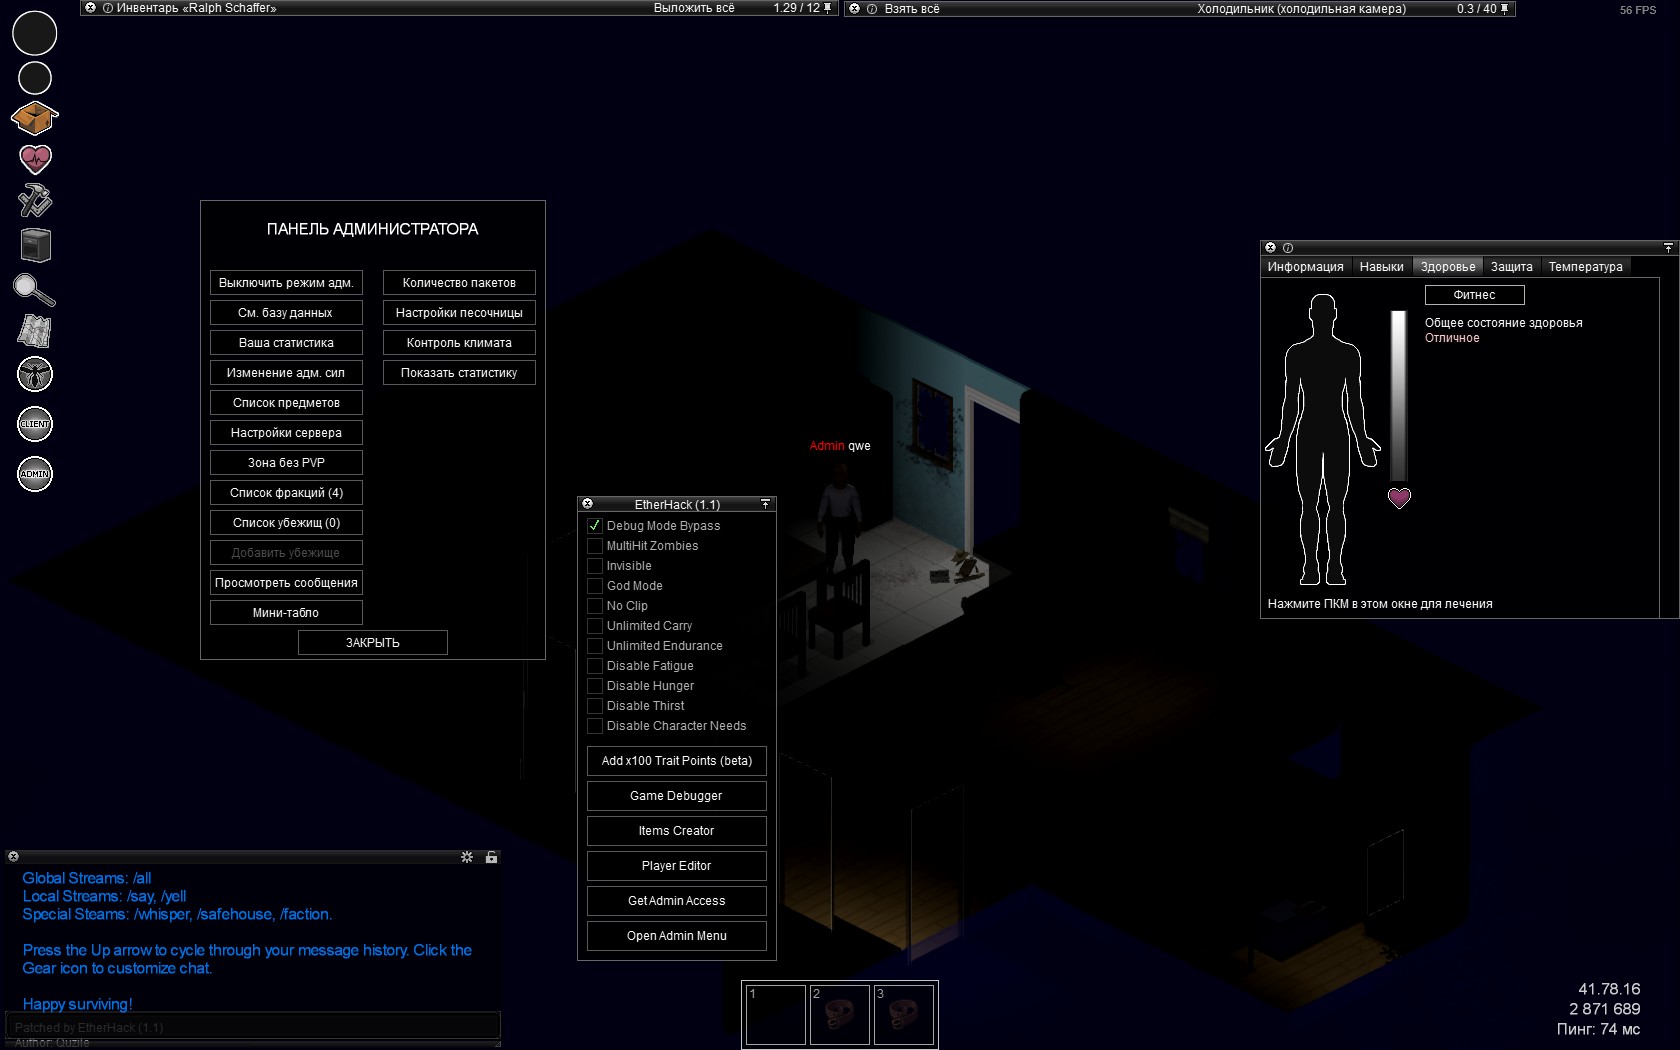 Инвентарь «Ralph Schaffer» Выложить всё 1.29 / 12
Взять всё Холодильник (холодильная камера) 0.3 / 40
56 FPS
CLIENT
ADMIN
ПАНЕЛЬ АДМИНИСТРАТОРА
Выключить режим адм. Количество пакетов
См. базу данных Настройки песочницы
Ваша статистика Контроль климата
Изменение адм. сил Показать статистику
Список предметов
Настройки сервера
Зона без PVP
Список фракций (4)
Список убежищ (0)
Добавить убежище
Просмотреть сообщения
Мини-табло
ЗАКРЫТЬ
Admin qwe
EtherHack (1.1)
Debug Mode Bypass
MultiHit Zombies
Invisible
God Mode
No Clip
Unlimited Carry
Unlimited Endurance
Disable Fatigue
Disable Hunger
Disable Thirst
Disable Character Needs
Add x100 Trait Points (beta)
Game Debugger
Items Creator
Player Editor
Get Admin Access
Open Admin Menu
Информация Навыки Здоровье Защита Температура
Фитнес
Общее состояние здоровья
Отличное
Нажмите ПКМ в этом окне для лечения
Global Streams: /all
Local Streams: /say, /yell
Special Steams: /whisper, /safehouse, /faction.
Press the Up arrow to cycle through your message history. Click the
Gear icon to customize chat.
Happy surviving!
Patched by EtherHack (1.1)
Author: Quzile
1 2 3
41.78.16
2 871 689
Пинг: 74 мс